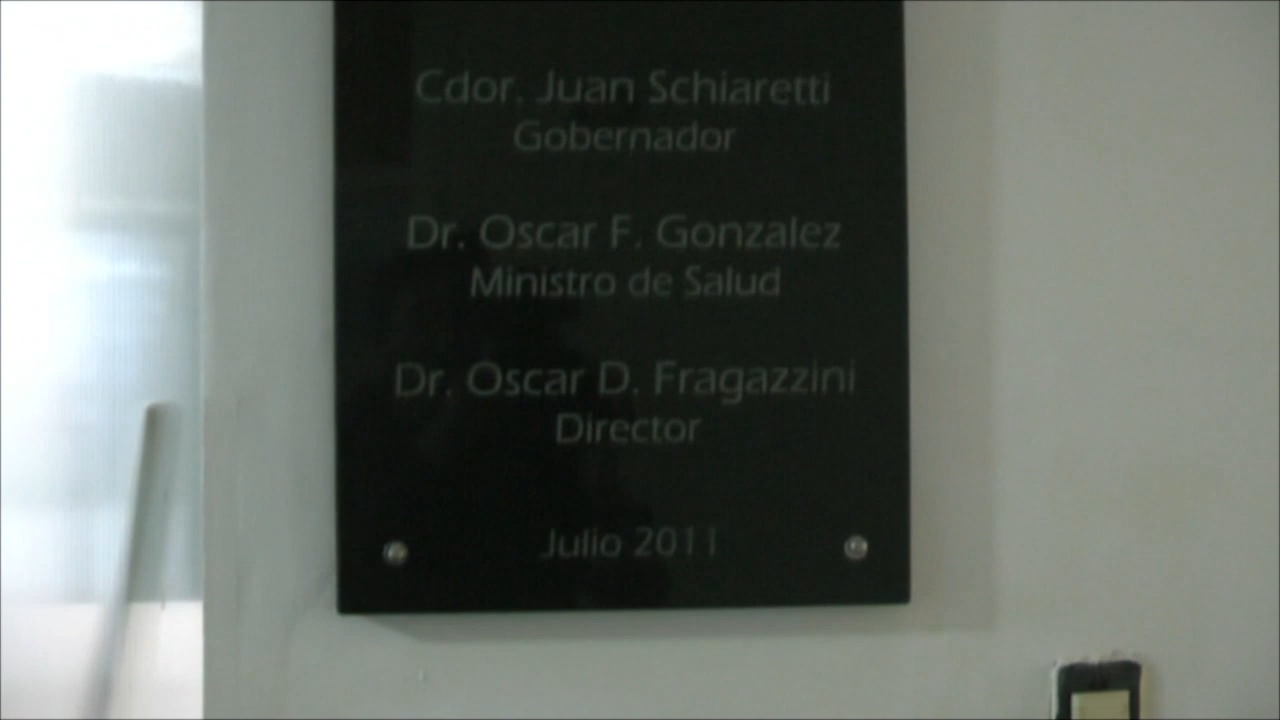 Cdor. Juan Schiaretti
Gobernador
Dr. Oscar F. Gonzalez
Ministro de Salud
Dr. Oscar D. Fragazzini
Director
Julio 2011